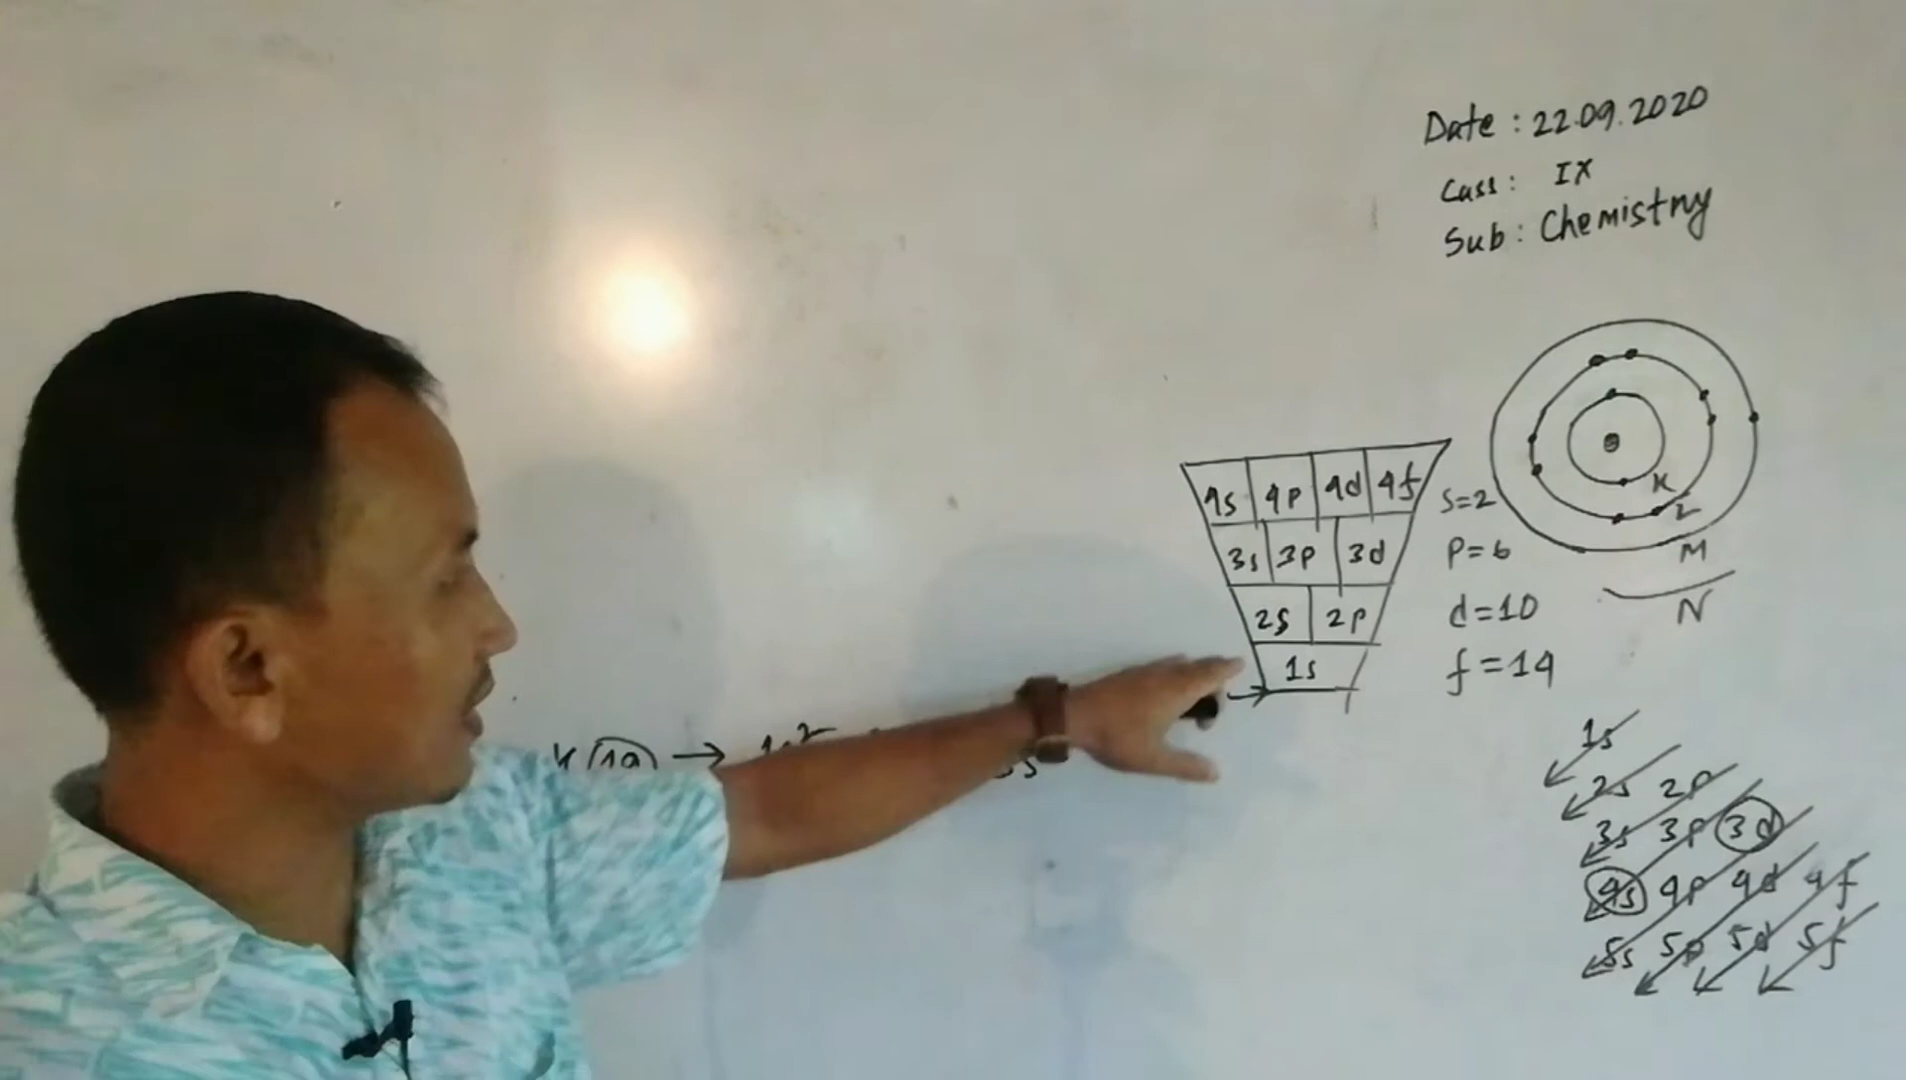 Date : 22.09.2020
Cass : IX
Sub : Chemistry
4s 4p 4d 4f
3s 3p 3d
2s 2p
1s
s=2
p=6
d=10
f=14
K
L
M
N
K (19) →
1s
2s 2p
3s 3p 3d
4s 4p 4d 4f
5s 5p 5d 5f